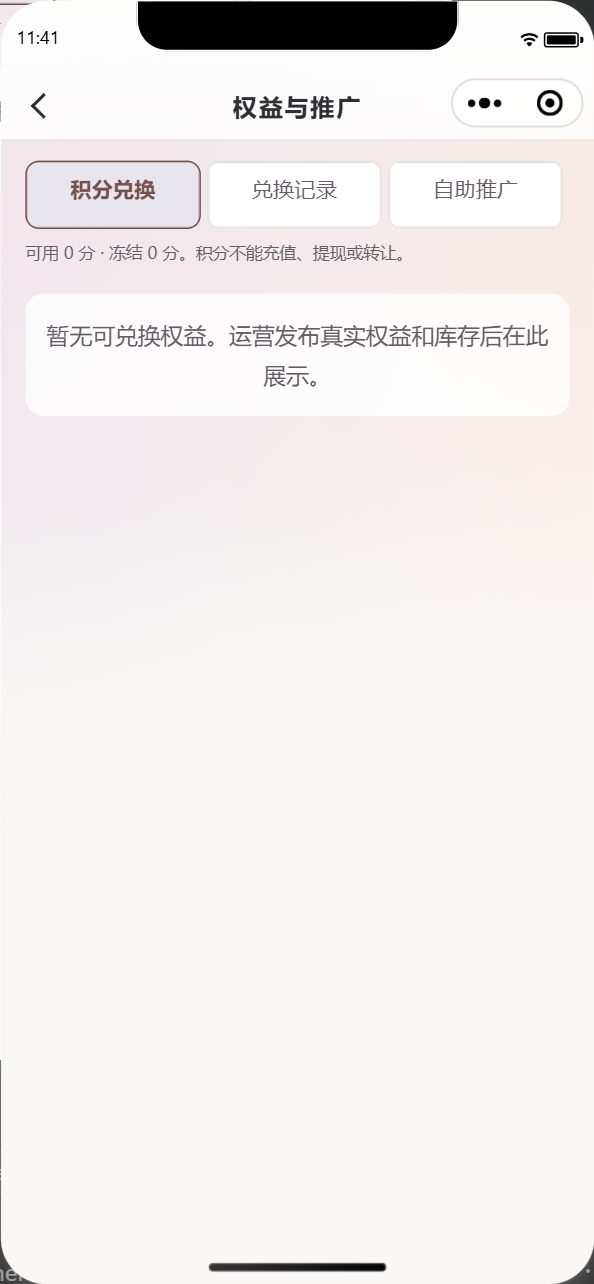 11:41
权益与推广
积分兑换 兑换记录 自助推广
可用 0 分 · 冻结 0 分。积分不能充值、提现或转让。
暂无可兑换权益。运营发布真实权益和库存后在此
展示。